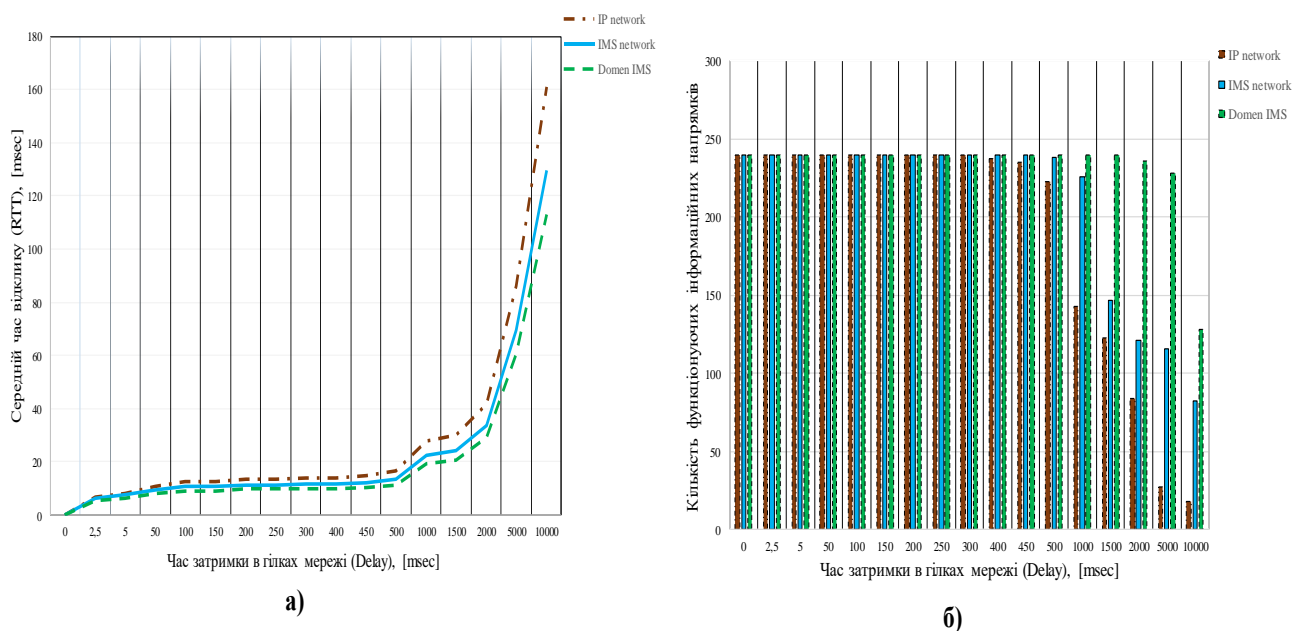 IP network
IMS network
Domen IMS
Середній час відклику (RTT), [msec]
180
160
140
120
100
80
60
40
20
0
0 2,5 5 50 100 150 200 250 300 400 450 500 1000 150 2000 5000 10000
Час затримки в гілках мережі (Delay), [msec]
а)
IP network
IMS network
Domen IMS
Кількість функціонуючих інформаційних напрямків
300
250
200
150
100
50
0
0 2,5 5 50 100 150 200 250 300 400 450 500 1000 1500 2000 5000 10000
Час затримки в гілках мережі (Delay), [msec]
б)